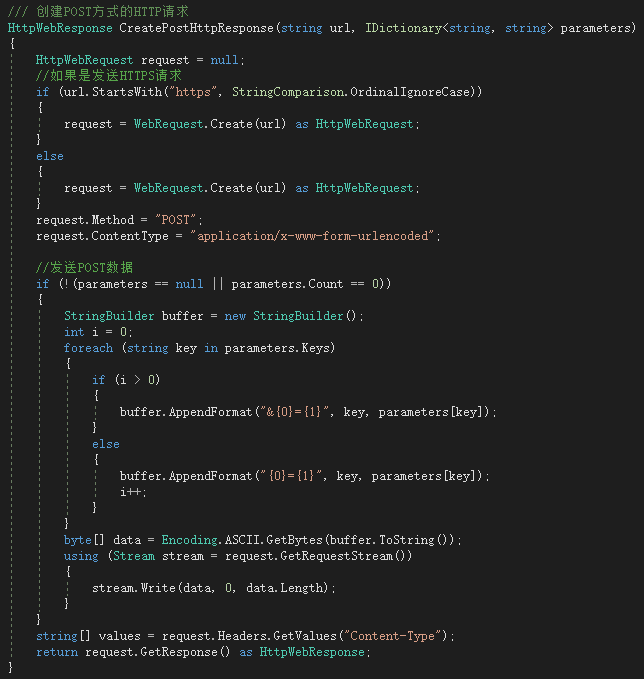 /// 创建POST方式的HTTP请求
HttpWebResponse CreatePostHttpResponse(string url, IDictionary<string, string> parameters)
{
    HttpWebRequest request = null;
    //如果是发送HTTPS请求
    if (url.StartsWith("https", StringComparison.OrdinalIgnoreCase))
    {
        request = WebRequest.Create(url) as HttpWebRequest;
    }
    else
    {
        request = WebRequest.Create(url) as HttpWebRequest;
    }
    request.Method = "POST";
    request.ContentType = "application/x-www-form-urlencoded";

    //发送POST数据
    if (!(parameters == null || parameters.Count == 0))
    {
        StringBuilder buffer = new StringBuilder();
        int i = 0;
        foreach (string key in parameters.Keys)
        {
            if (i > 0)
            {
                buffer.AppendFormat("&{0}={1}", key, parameters[key]);
            }
            else
            {
                buffer.AppendFormat("{0}={1}", key, parameters[key]);
                i++;
            }
        }
        byte[] data = Encoding.ASCII.GetBytes(buffer.ToString());
        using (Stream stream = request.GetRequestStream())
        {
            stream.Write(data, 0, data.Length);
        }
    }
    string[] values = request.Headers.GetValues("Content-Type");
    return request.GetResponse() as HttpWebResponse;
}